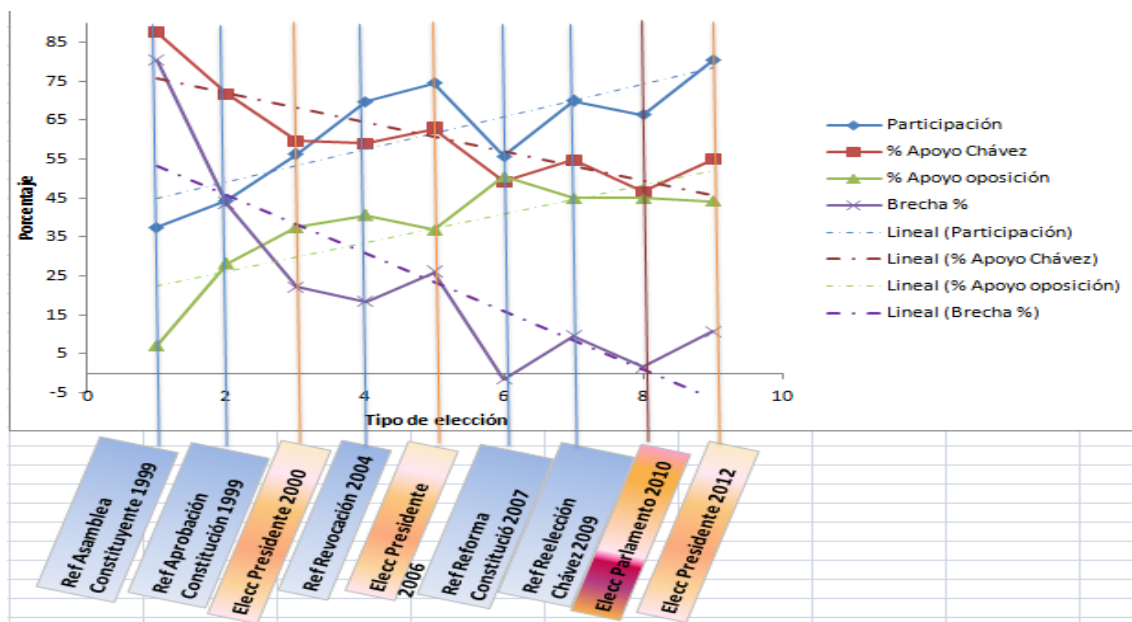 85
75
65
55
45
35
25
15
5
-5
Porcentaje
0
2
4
6
8
10
Tipo de elección
Participación
% Apoyo Chávez
% Apoyo oposición
Brecha %
Lineal (Participación)
Lineal (% Apoyo Chávez)
Lineal (% Apoyo oposición)
Lineal (Brecha %)
Ref Asamblea
Constituyente 1999
Ref Aprobación
Constitución 1999
Elecc Presidente 2000
Ref Revocación 2004
Elecc Presidente
2006
Ref Reforma
Constitució 2007
Ref Reelección
Chávez 2009
Elecc Parlamento 2010
Elecc Presidente 2012